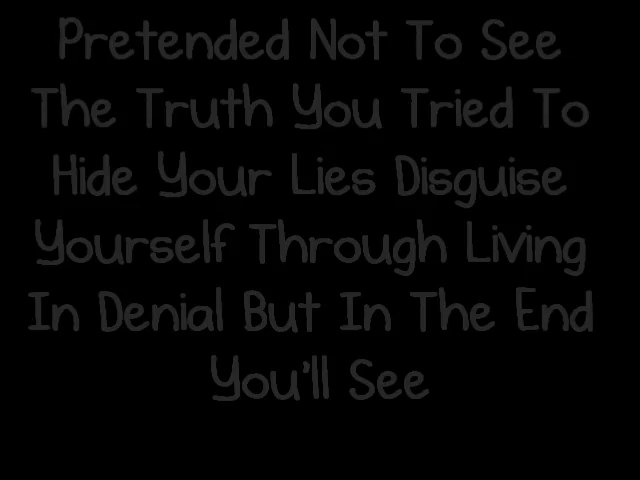 Pretended Not To See
The Truth You Tried To
Hide Your Lies Disguise
Yourself Through Living
In Denial But In The End
You'll See